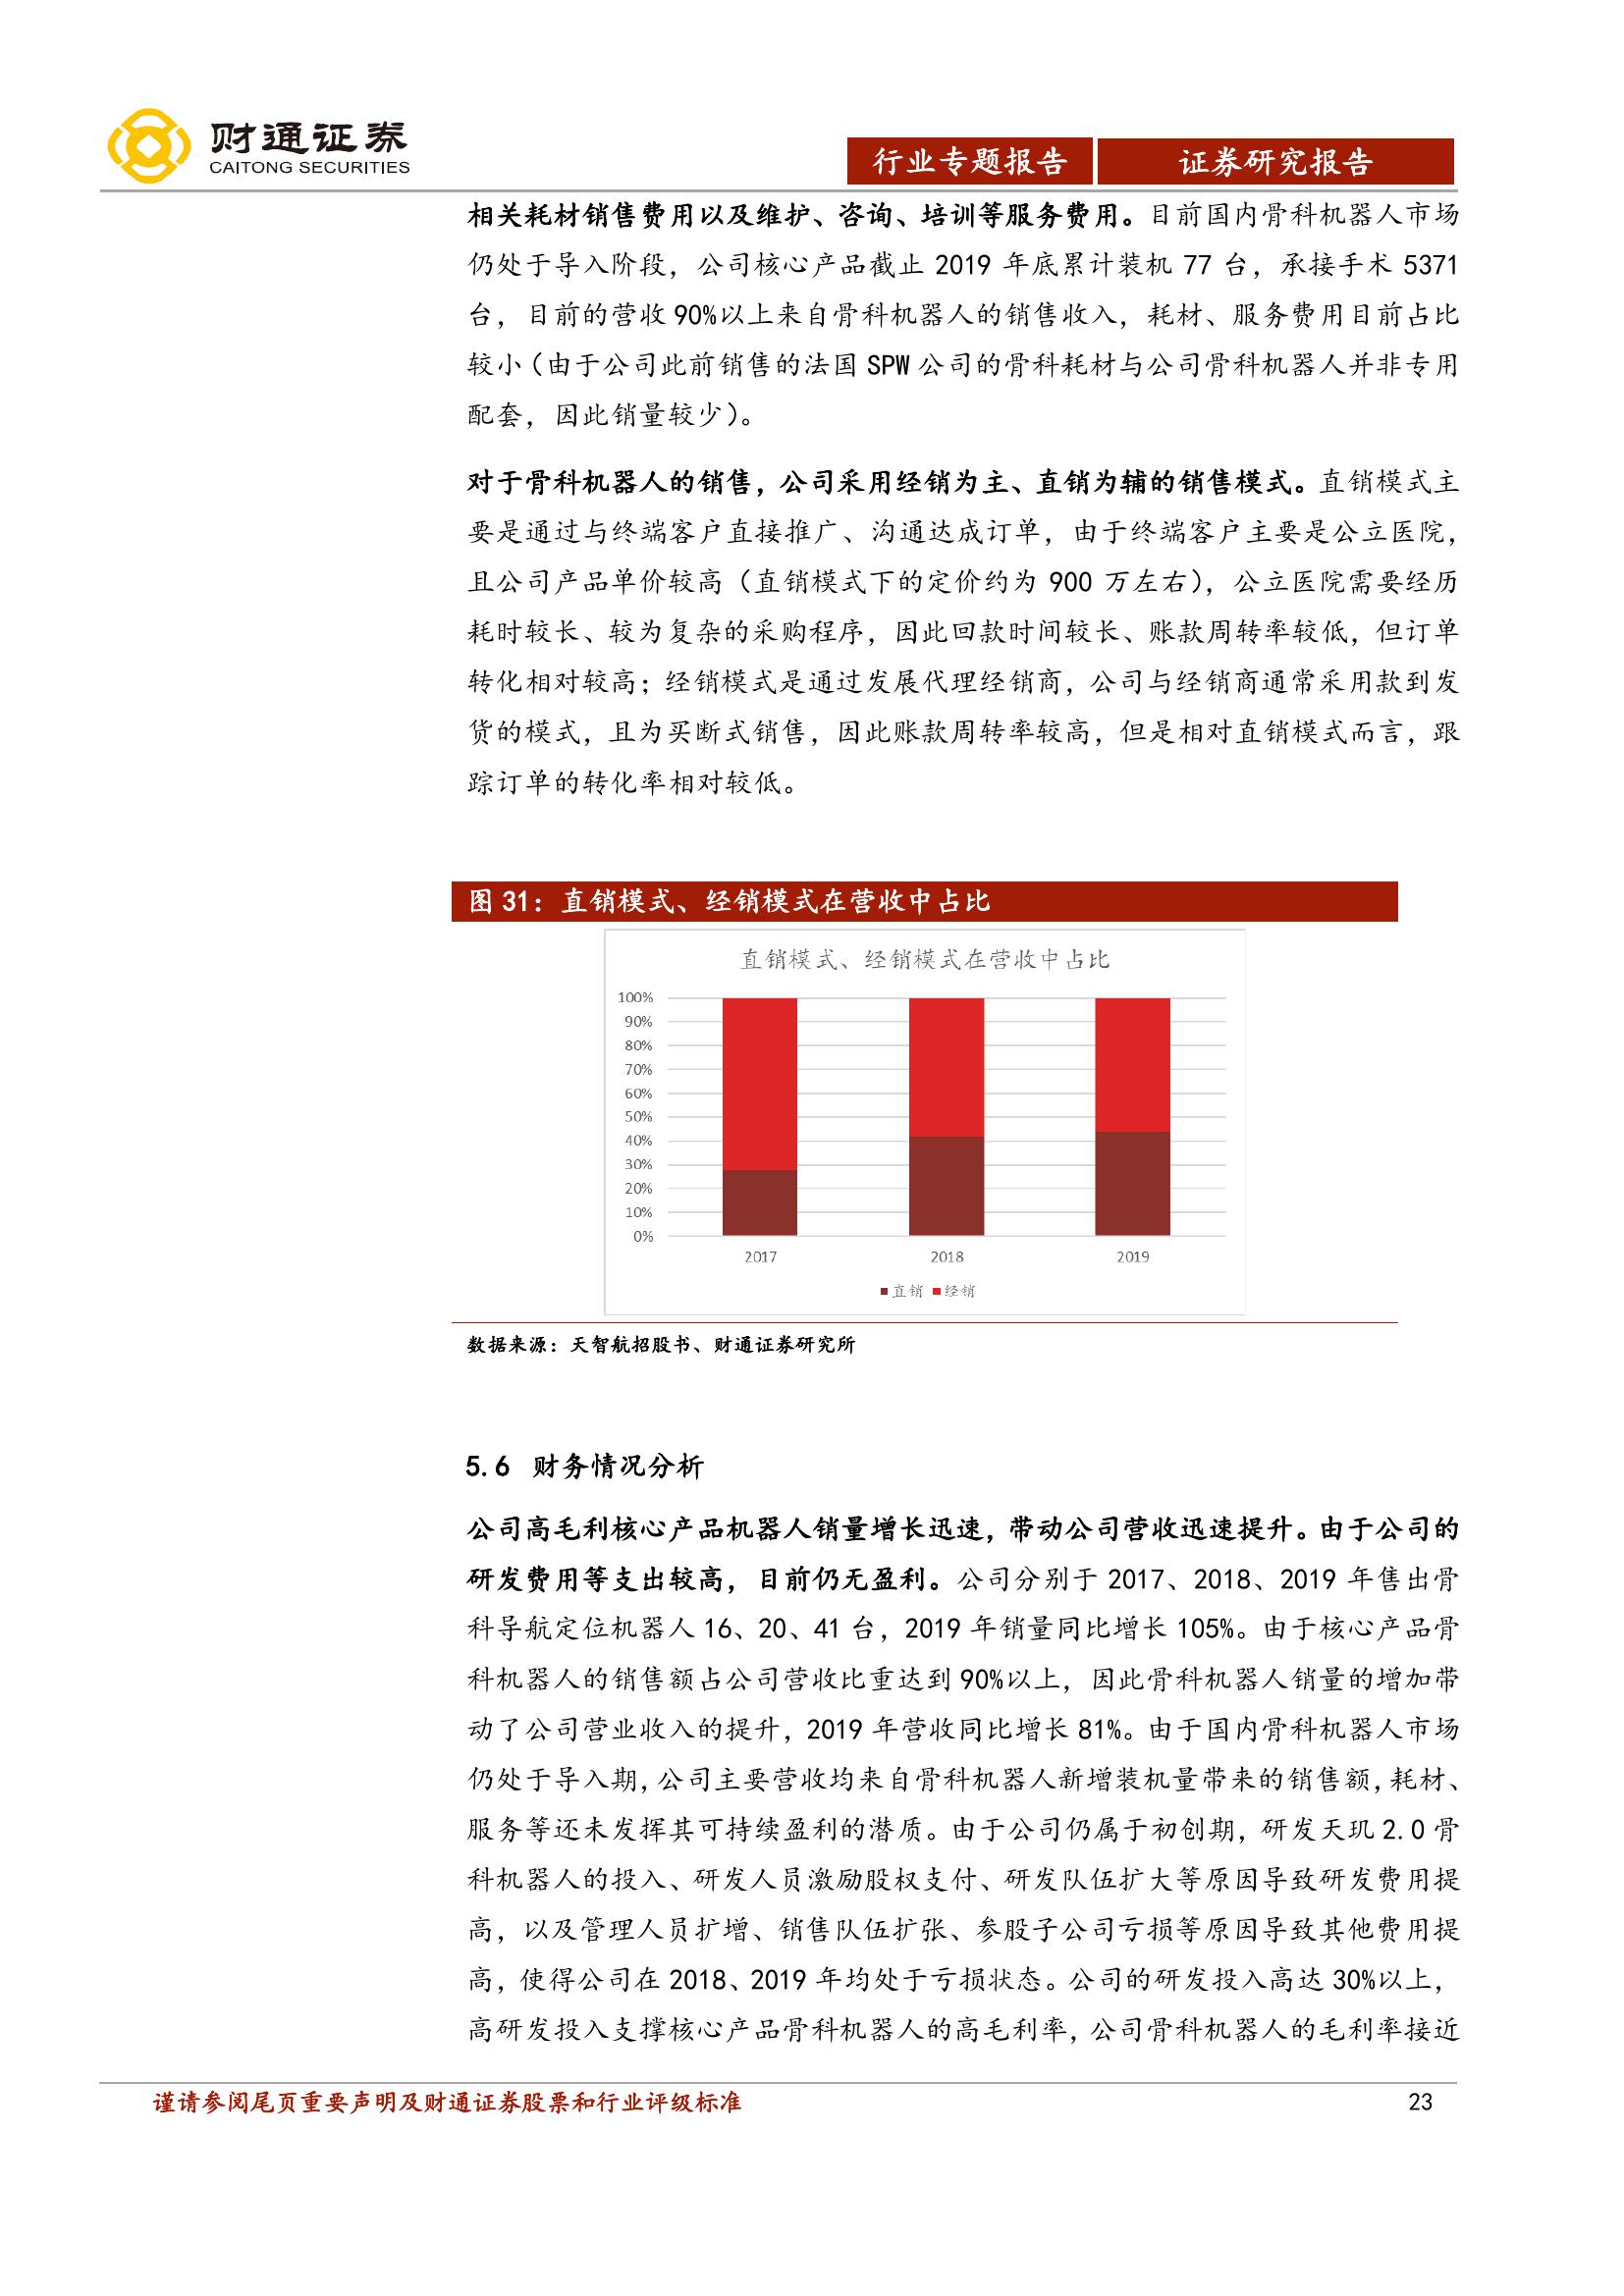 财通证券
CAITONG SECURITIES
行业专题报告 证券研究报告
相关耗材销售费用以及维护、咨询、培训等服务费用。目前国内骨科机器人市场
仍处于导入阶段，公司核心产品截止 2019 年底累计装机 77 台，承接手术 5371
台，目前的营收 90%以上来自骨科机器人的销售收入，耗材、服务费用目前占比
较小（由于公司此前销售的法国 SPW 公司的骨科耗材与公司骨科机器人并非专用
配套，因此销量较少）。
对于骨科机器人的销售，公司采用经销为主、直销为辅的销售模式。直销模式主
要是通过与终端客户直接推广、沟通达成订单，由于终端客户主要是公立医院，
且公司产品单价较高（直销模式下的定价约为 900 万左右），公立医院需要经历
耗时较长、较为复杂的采购程序，因此回款时间较长、账款周转率较低，但订单
转化相对较高；经销模式是通过发展代理经销商，公司与经销商通常采用款到发
货的模式，且为买断式销售，因此账款周转率较高，但是相对直销模式而言，跟
踪订单的转化率相对较低。
图 31：直销模式、经销模式在营收中占比
直销模式、经销模式在营收中占比
100%
90%
80%
70%
60%
50%
40%
30%
20%
10%
0%
2017 2018 2019
直销 经销
数据来源：天智航招股书、财通证券研究所
5.6 财务情况分析
公司高毛利核心产品机器人销量增长迅速，带动公司营收迅速提升。由于公司的
研发费用等支出较高，目前仍无盈利。公司分别于 2017、2018、2019 年售出骨
科导航定位机器人 16、20、41 台，2019 年销量同比增长 105%。由于核心产品骨
科机器人的销售额占公司营收比重达到 90%以上，因此骨科机器人销量的增加带
动了公司营业收入的提升，2019 年营收同比增长 81%。由于国内骨科机器人市场
仍处于导入期，公司主要营收均来自骨科机器人新增装机量带来的销售额，耗材、
服务等还未发挥其可持续盈利的潜质。由于公司仍属于初创期，研发天玑 2.0 骨
科机器人的投入、研发人员激励股权支付、研发队伍扩大等原因导致研发费用提
高，以及管理人员扩增、销售队伍扩张、参股子公司亏损等原因导致其他费用提
高，使得公司在 2018、2019 年均处于亏损状态。公司的研发投入高达 30%以上，
高研发投入支撑核心产品骨科机器人的高毛利率，公司骨科机器人的毛利率接近
谨请参阅尾页重要声明及财通证券股票和行业评级标准 23